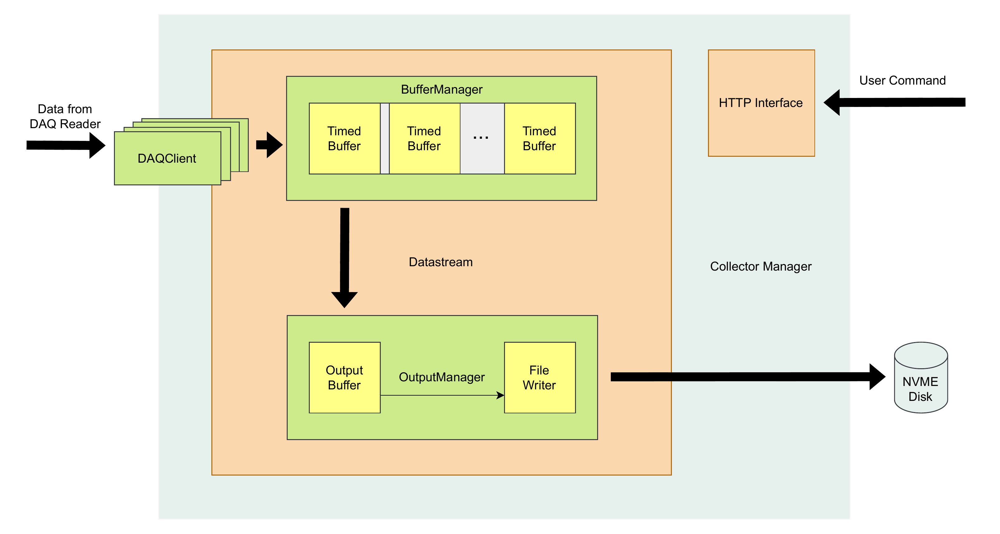 Data from
DAQ Reader
DAQClient
BufferManager
Timed
Buffer
Timed
Buffer
...
Timed
Buffer
HTTP Interface
User Command
Datastream
Collector Manager
Output
Buffer
OutputManager
File
Writer
NVME
Disk